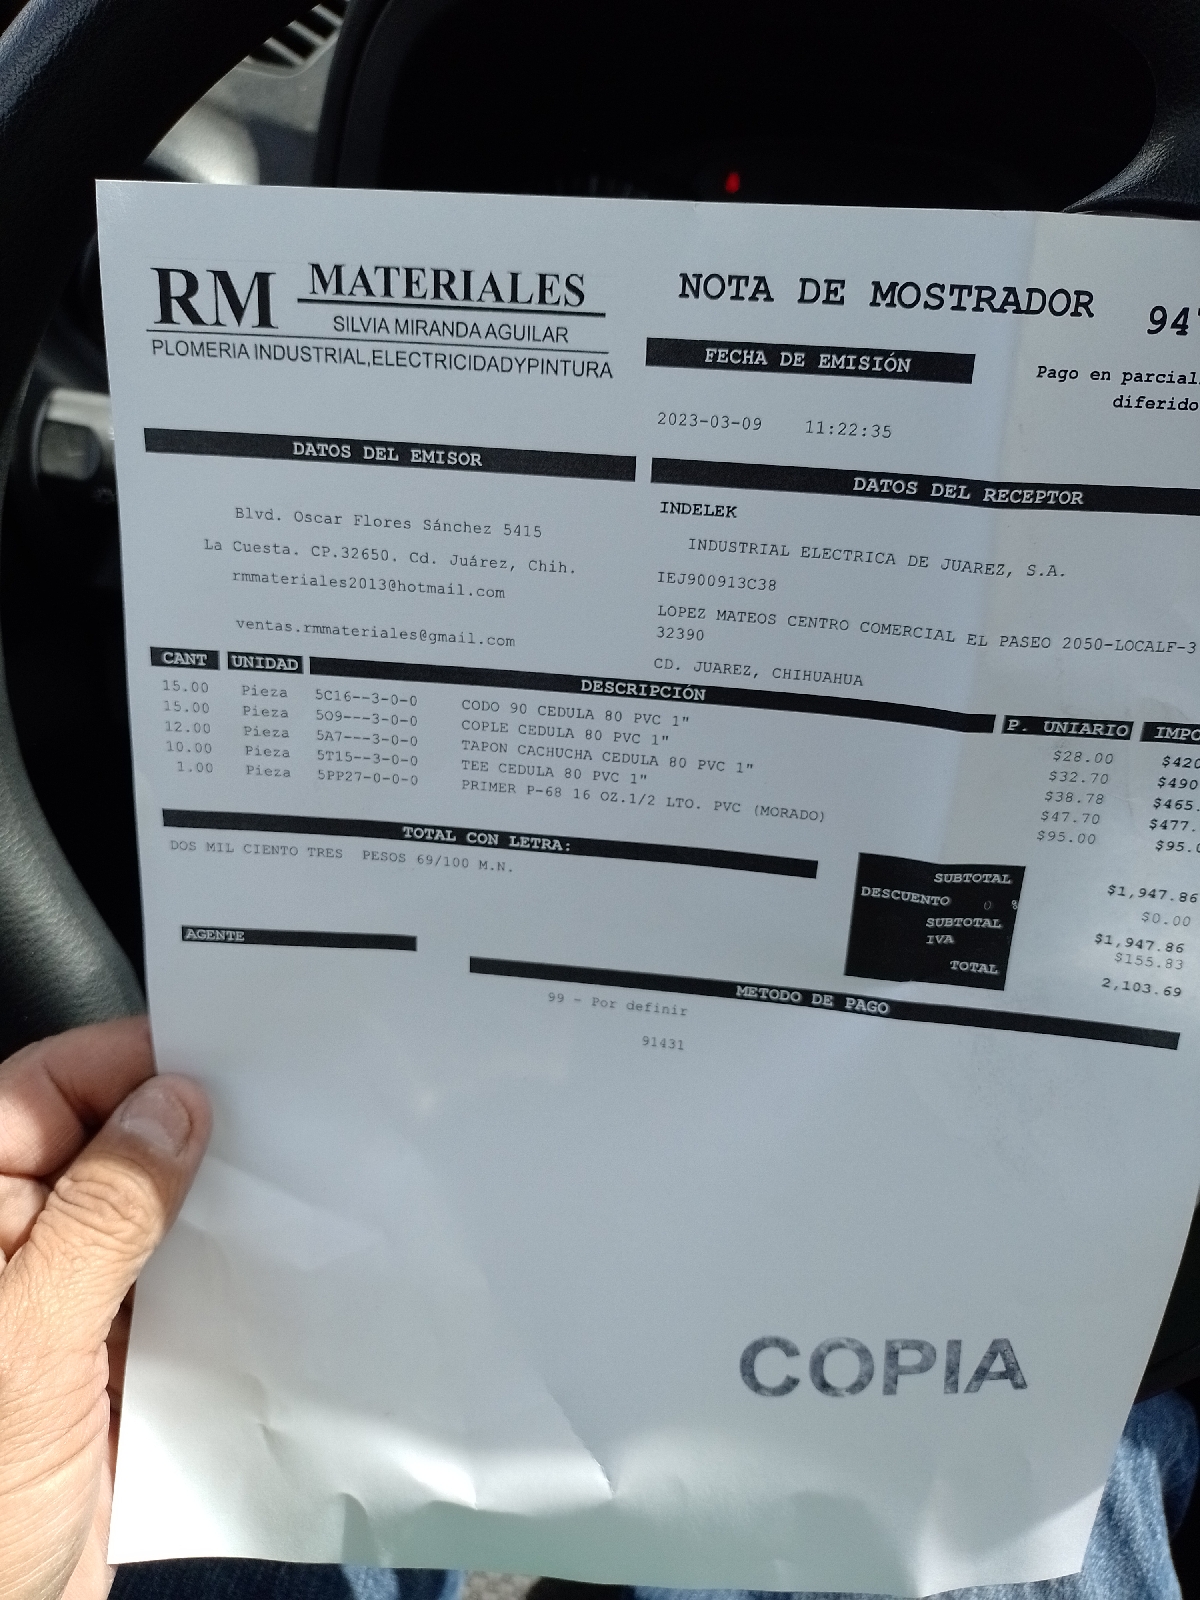 RM MATERIALES
SILVIA MIRANDA AGUILAR
PLOMERIA INDUSTRIAL,ELECTRICIDADYPINTURA
NOTA DE MOSTRADOR
FECHA DE EMISIÓN
Pago en
diferido
2023-03-09 11:22:35
DATOS DEL EMISOR
Blvd. Oscar Flores Sánchez 5415
La Cuesta. CP.32650. Cd. Juárez, Chih.
rmmateriales2013@hotmail.com
ventas.rmmateriales@gmail.com
DATOS DEL RECEPTOR
INDELEK
INDUSTRIAL ELECTRICA DE JUAREZ, S.A.
IEJ900913C38
LOPEZ MATEOS CENTRO COMERCIAL EL PASEO 2050-LOCALF-3
32390
CD. JUAREZ, CHIHUAHUA
CANT UNIDAD DESCRIPCIÓN P. UNIARIO IMPO
15.00 Pieza 5C16--3-0-0 CODO 90 CEDULA 80 PVC 1" $28.00 $420
15.00 Pieza 5O9---3-0-0 COPLE CEDULA 80 PVC 1" $32.70 $490
12.00 Pieza 5A7---3-0-0 TAPON CACHUCHA CEDULA 80 PVC 1" $38.78 $465.
10.00 Pieza 5T15--3-0-0 TEE CEDULA 80 PVC 1" $47.70 $477.
1.00 Pieza 5PP27-0-0-0 PRIMER P-68 16 OZ.1/2 LTO. PVC (MORADO) $95.00 $95.0
TOTAL CON LETRA:
DOS MIL CIENTO TRES PESOS 69/100 M.N.
SUBTOTAL $1,947.86
DESCUENTO 0 % $0.00
SUBTOTAL $1,947.86
IVA $155.83
TOTAL 2,103.69
AGENTE
METODO DE PAGO
99 - Por definir
91431
COPIA